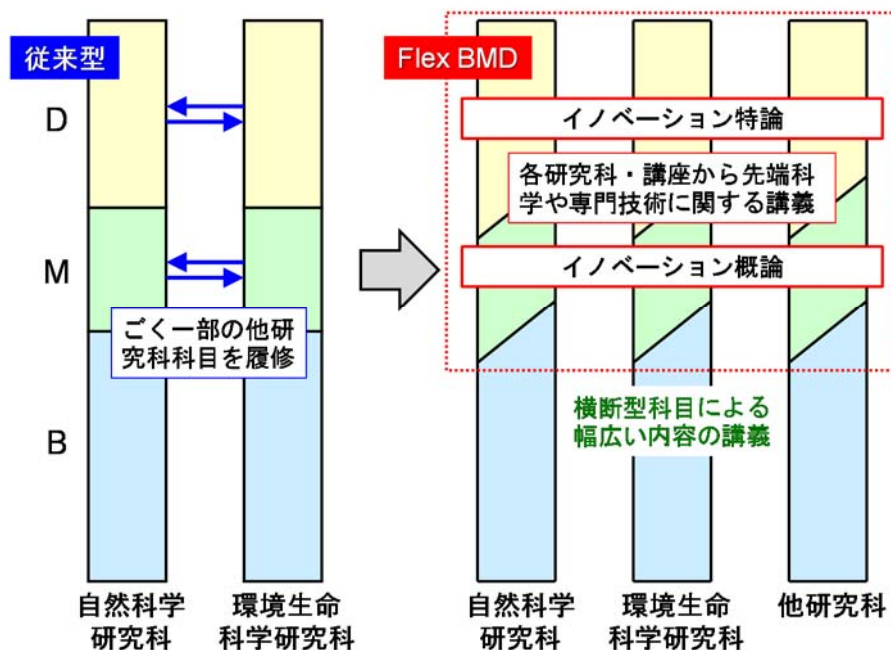 従来型
D
M
ごく一部の他研
究科科目を履修
B
自然科学
研究科
環境生命
科学研究科
Flex BMD
イノベーション特論
各研究科・講座から先端科
学や専門技術に関する講義
イノベーション概論
横断型科目による
幅広い内容の講義
自然科学
研究科
環境生命
科学研究科
他研究科